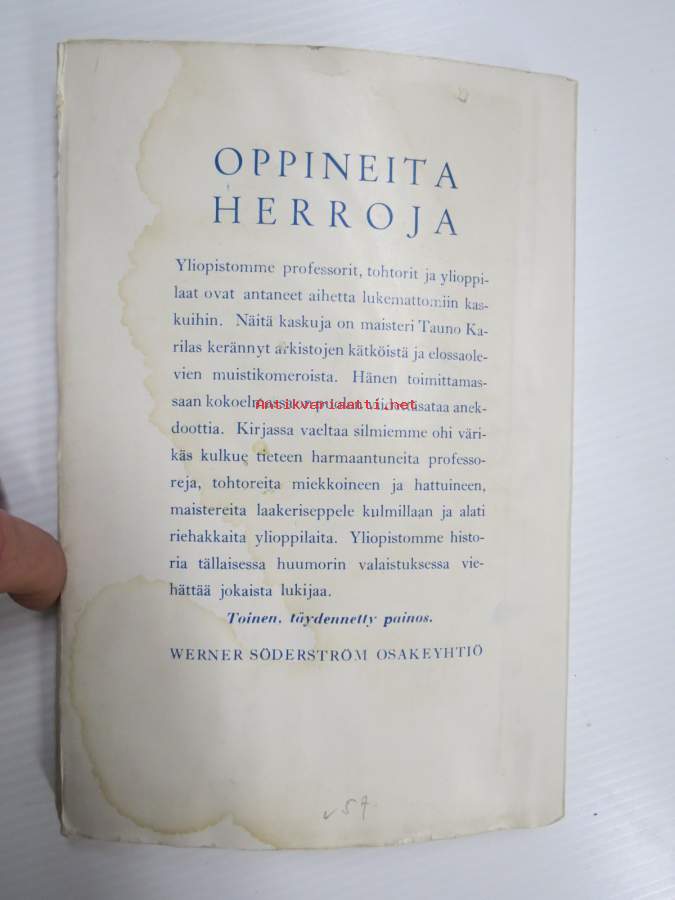 OPPINEITA
HERROJA
Yliopistomme professorit, tohtorit ja ylioppi-
laat ovat antaneet aihetta lukemattomiin kas-
kuihin. Näitä kaskuja on maisteri Tauno Ka-
rilas kerännyt arkistojen kätköistä ja elossaole-
vien muistikomeroista. Hänen toimittamas-
saan anek-
Antikvariaatti.net
doottia. Kirjassa vaeltaa silmiemme ohi väri-
käs kulkue tieteen harmaantuneita professo-
reja, tohtoreita miekkoineen ja hattuineen,
maistereita laakeriseppele kulmillaan ja alati
riehakkaita ylioppilaita. Yliopistomme histo-
ria tällaisessa huumorin valaistuksessa vie-
hättää jokaista lukijaa.
Toinen, täydennetty painos.
WERNER SÖDERSTRÖM OSAKEYHTIÖ